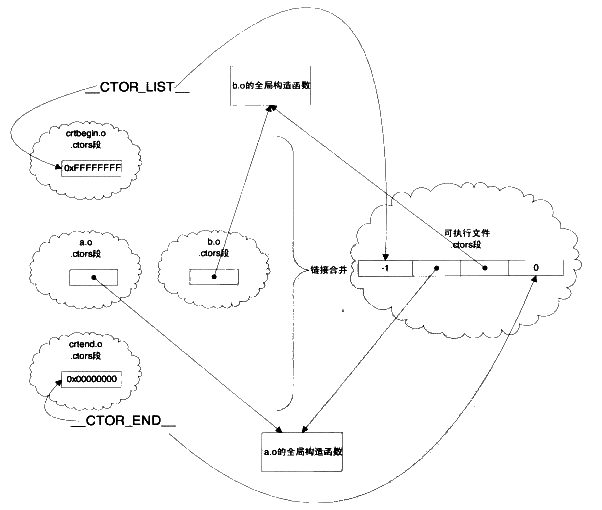 __CTOR_LIST__
b.o的全局构造函数
crtbegin.o
.ctors段
0xFFFFFFFF
a.o
.ctors段
b.o
.ctors段
链接合并
可执行文件
.ctors段
-1
0
crtend.o
.ctors段
0x00000000
__CTOR_END__
a.o的全局构造函数